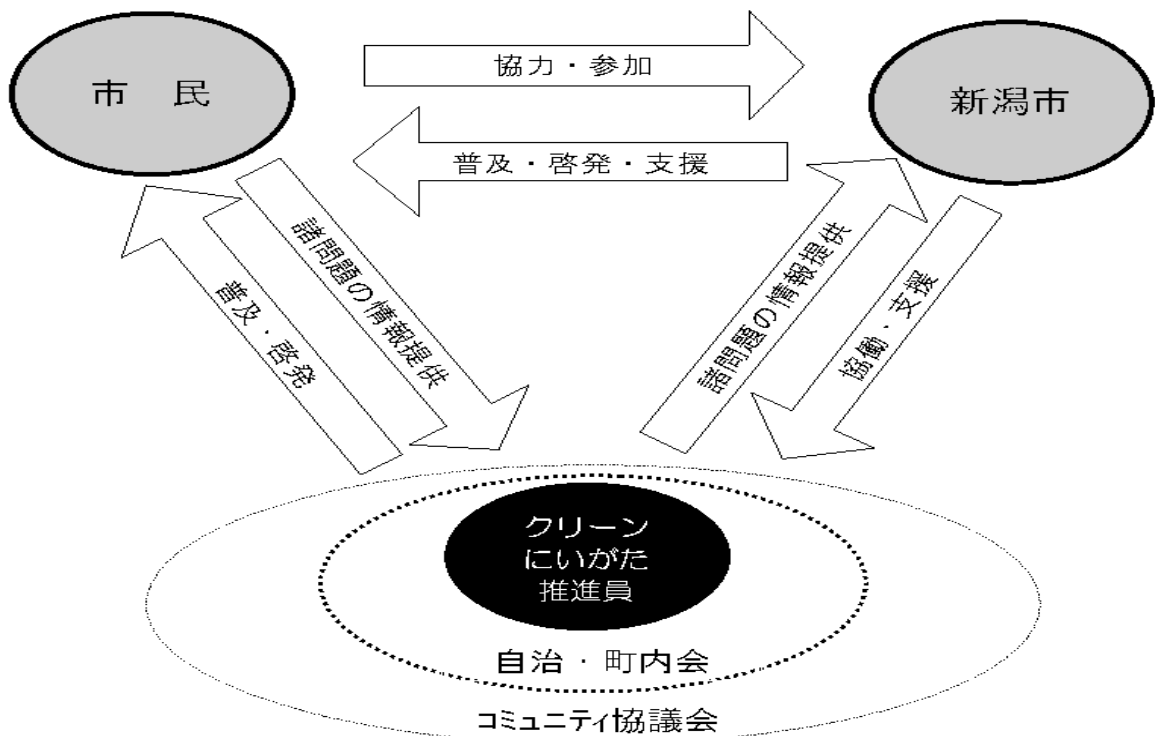 市　民
協力・参加
新潟市
普及・啓発・支援
諸問題の情報提供
普及・啓発
諸問題の情報提供
協働・支援
クリーン
にいがた
推進員
自治・町内会
コミュニティ協議会